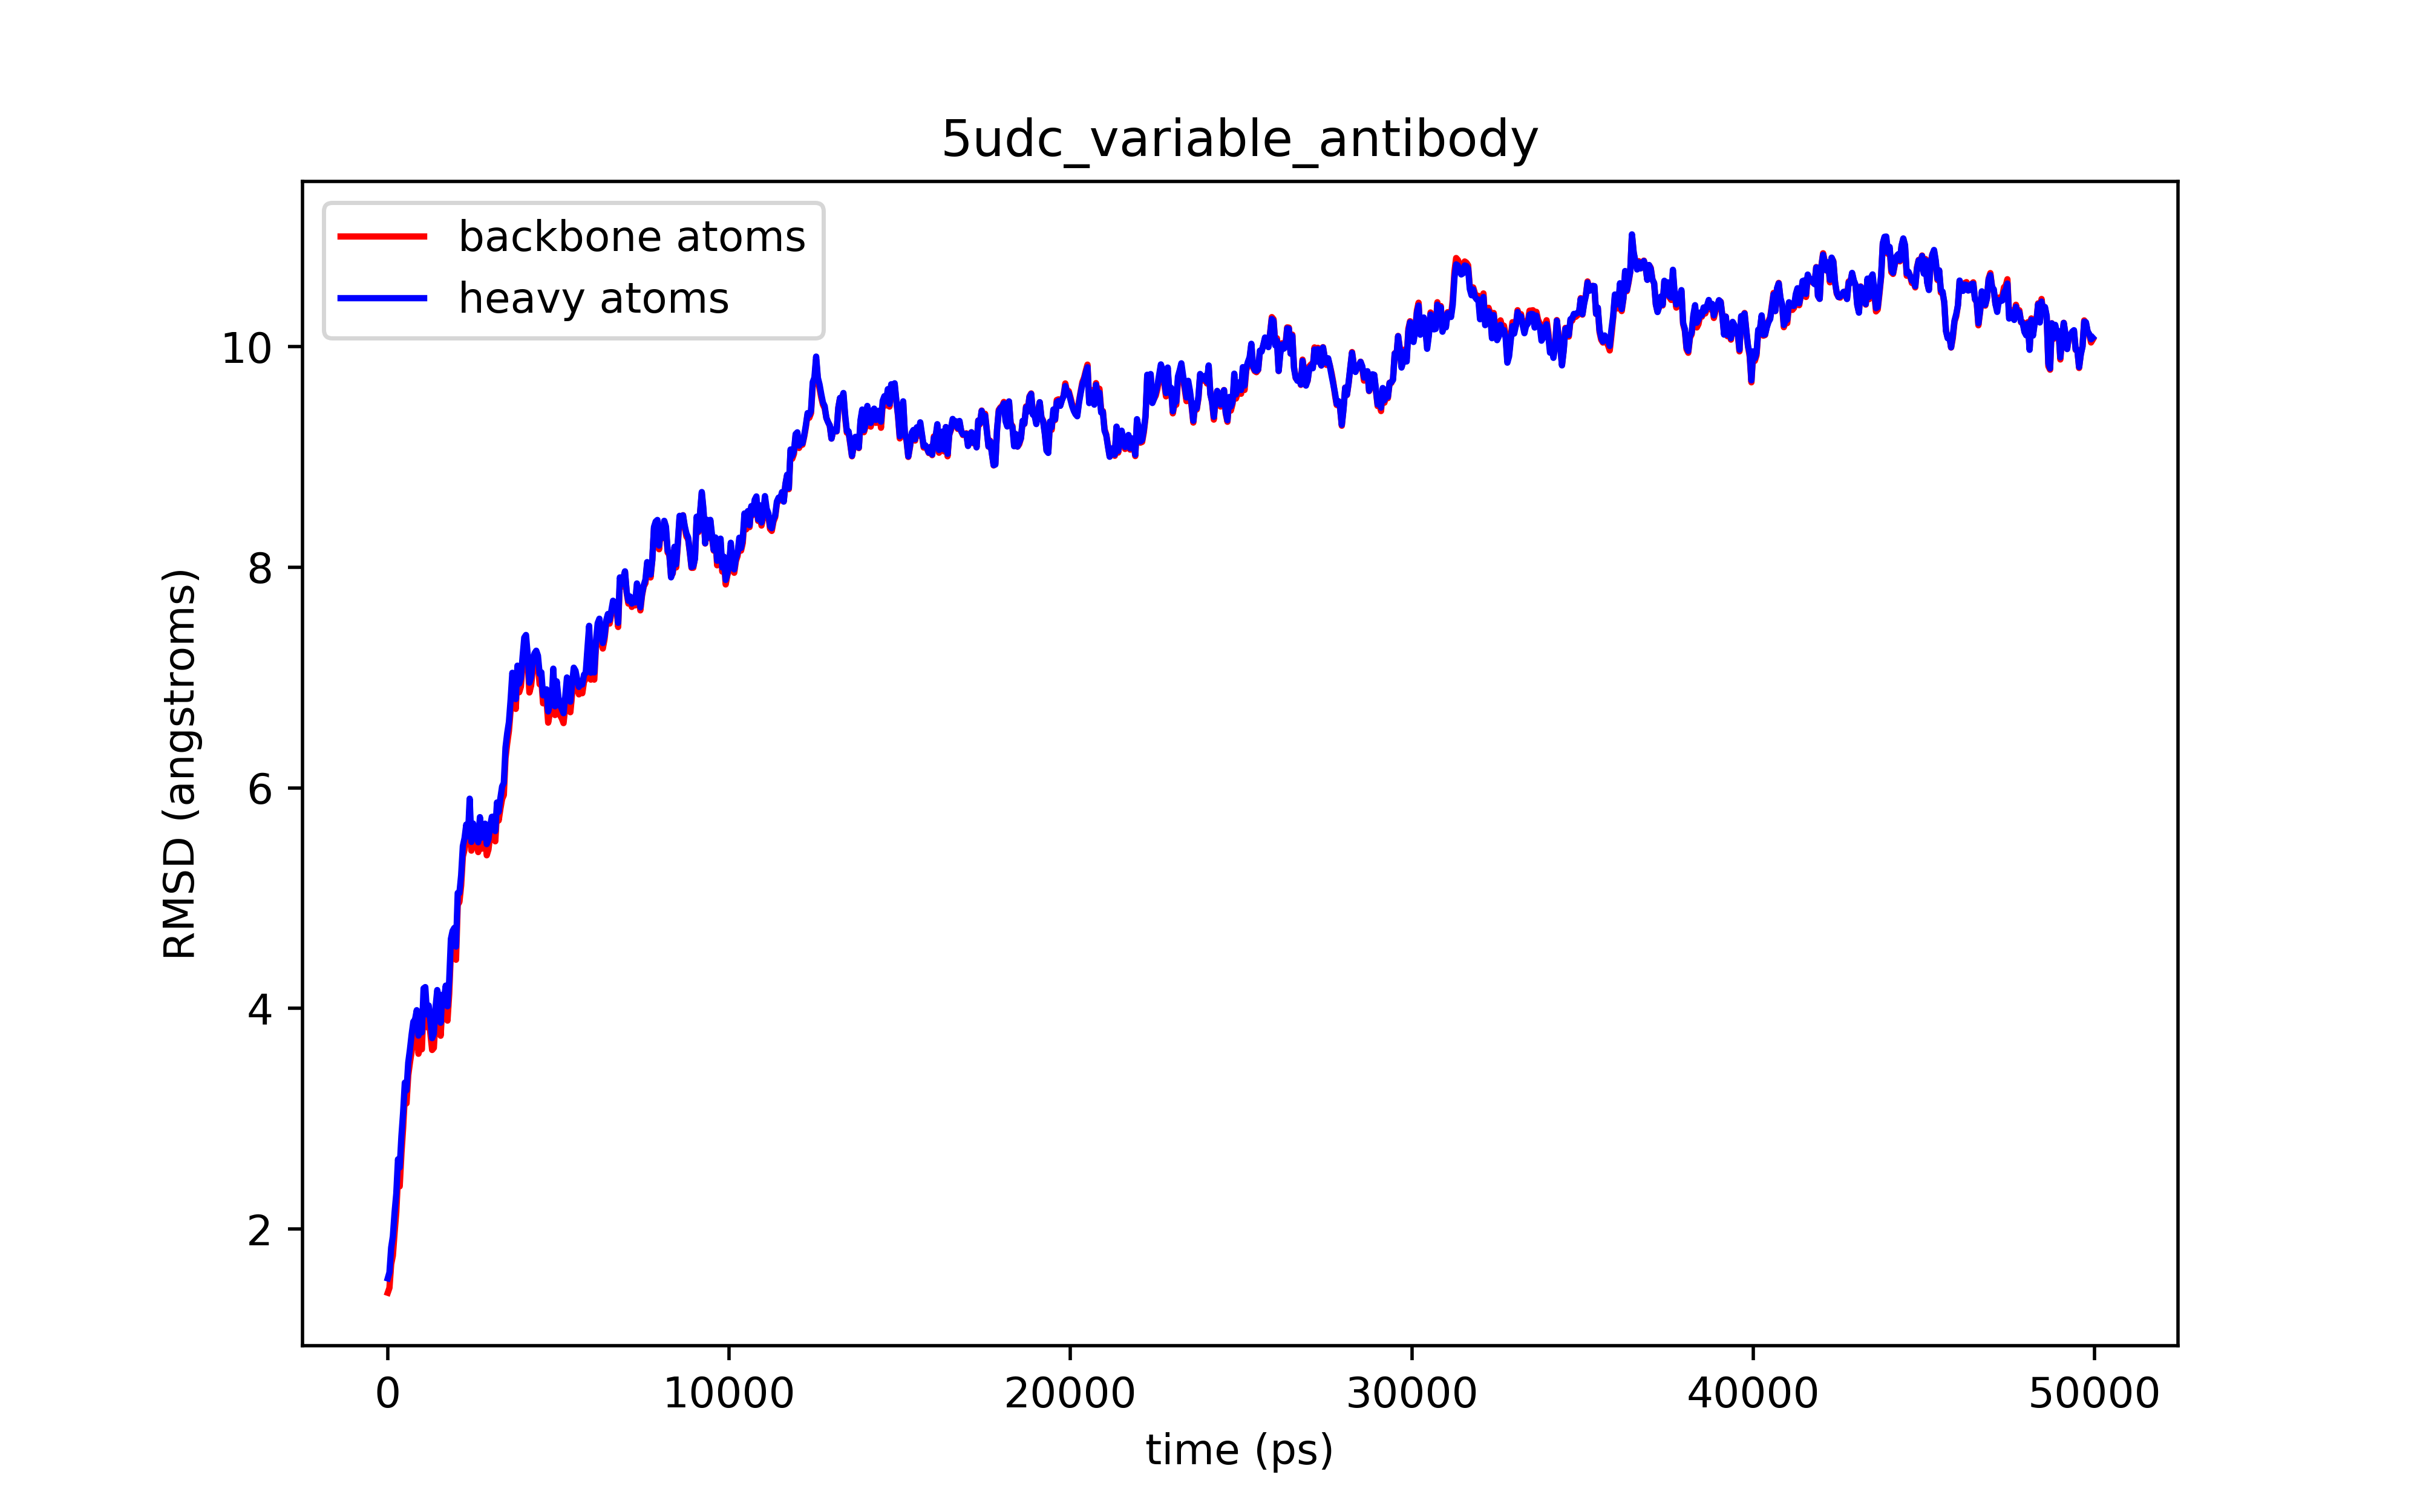 5udc_variable_antibody
backbone atoms
heavy atoms
RMSD (angstroms)
10
8
6
4
2
0 10000 20000 30000 40000 50000
time (ps)